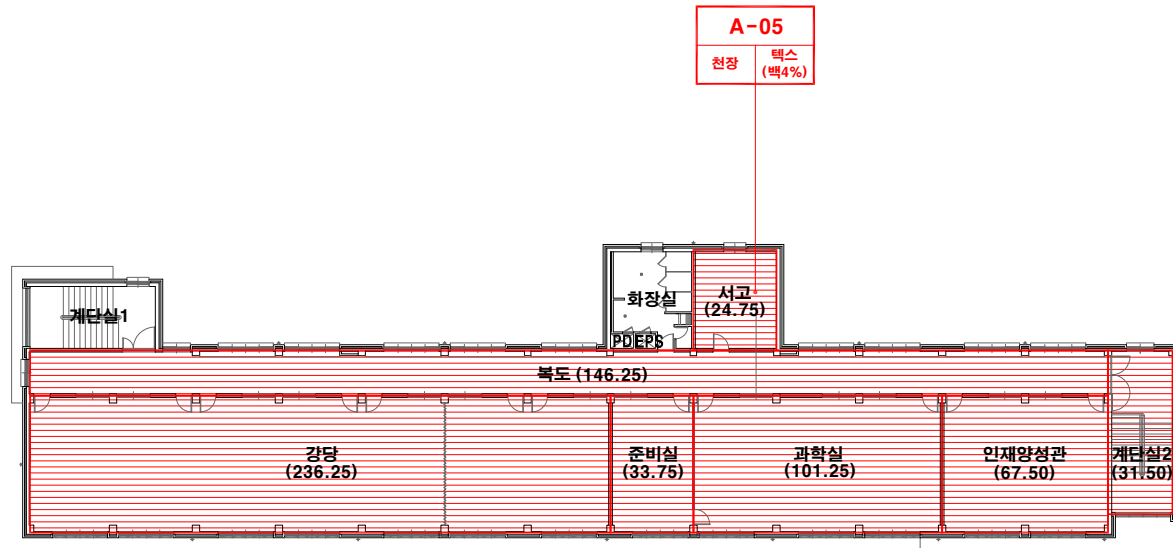 A-05
천장
텍스
(백4%)
화장실
서고
(24.75)
계단실1
PDEPS
복도 (146.25)
강당
(236.25)
준비실
(33.75)
과학실
(101.25)
인재양성관
(67.50)
계단실2
(31.50)